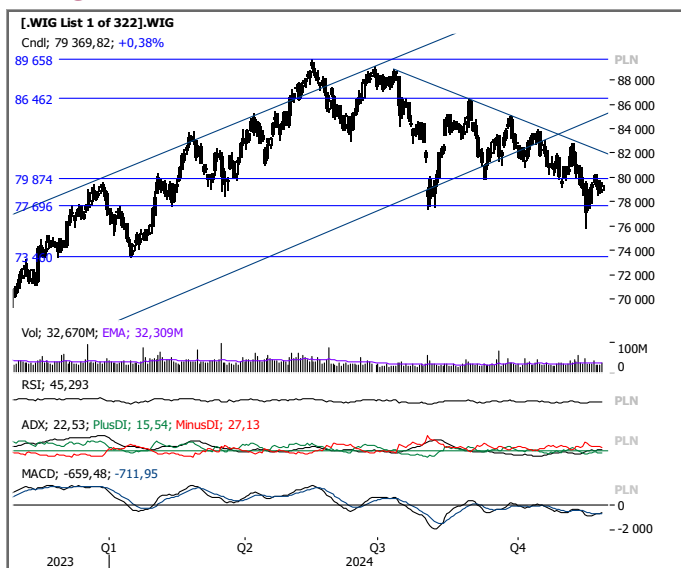 [.WIG List 1 of 322].WIG
Cndl; 79 369,82; +0,38%
PLN
89 658
88 000
86 462
86 000
84 000
82 000
79 874
80 000
77 696
78 000
76 000
74 000
72 000
70 000
Vol; 32,670M; EMA; 32,309M
100M
0
RSI; 45,293
PLN
ADX; 22,53; PlusDI; 15,54; MinusDI; 27,13
PLN
MACD; -659,48; -711,95
PLN
0
-2 000
Q1 Q2 Q3 Q4
2023 2024